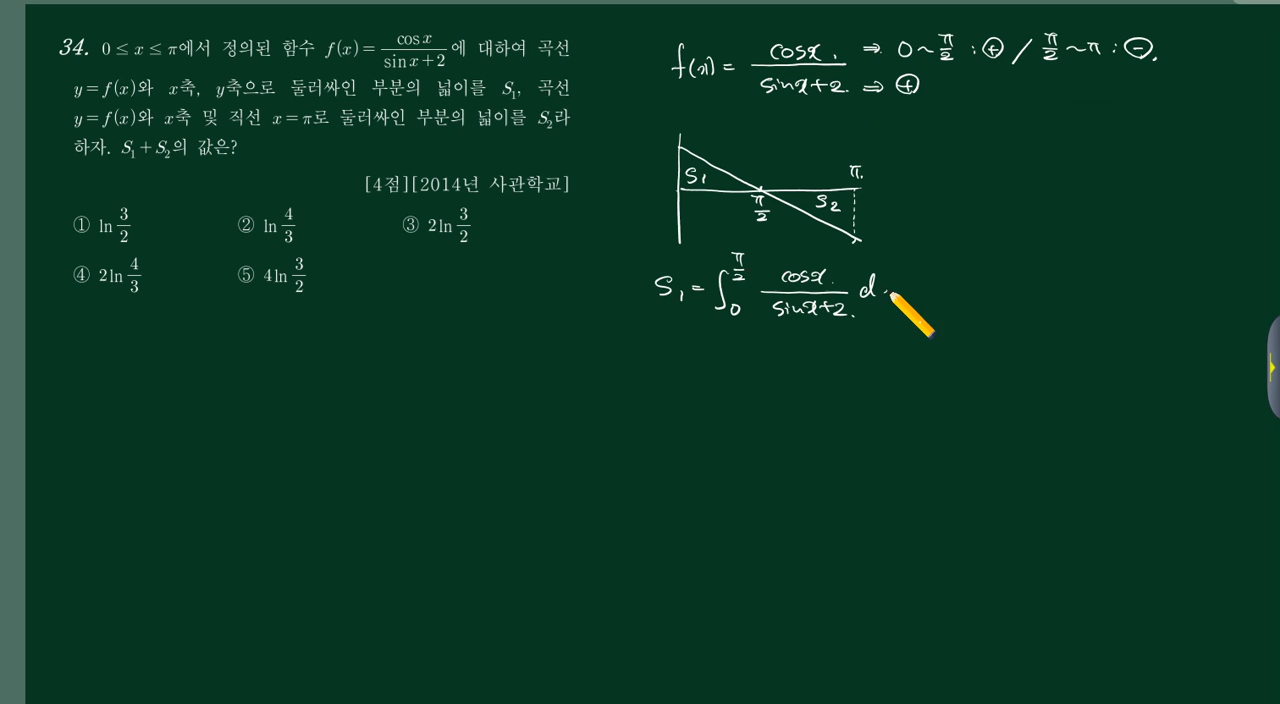 34. 0≤x≤π에서 정의된 함수 f(x)=cosx/(sinx+2)에 대하여 곡선
y=f(x)와 x축, y축으로 둘러싸인 부분의 넓이를 S₁, 곡선
y=f(x)와 x축 및 직선 x=π로 둘러싸인 부분의 넓이를 S₂라
하자. S₁+S₂의 값은?
[4점][2014년 사관학교]
① ln 3/2 ② ln 4/3 ③ 2ln 3/2
④ 2ln 4/3 ⑤ 4ln 3/2
f(x) = cosx/(sinx+2) ⇒ 0~π/2 : ⊕ / π/2~π : ⊖.
⇒ ⊕
S₁ π.
π/2 S₂
S₁ = ∫₀^(π/2) cosx/(sinx+2) d